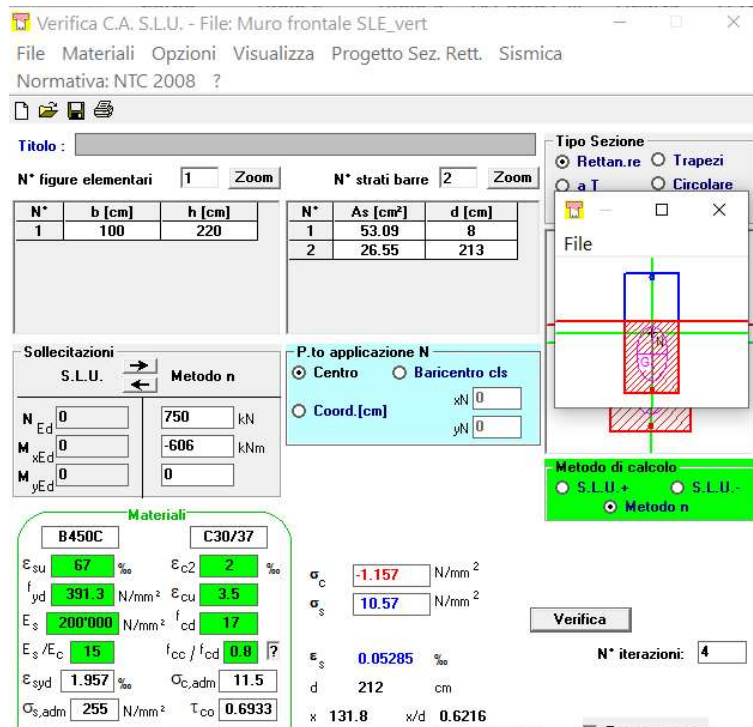 Verifica C.A. S.L.U. - File: Muro frontale SLE_vert
File Materiali Opzioni Visualizza Progetto Sez. Rett. Sismica
Normativa: NTC 2008 ?
Titolo :
N° figure elementari 1 Zoom
N° strati barre 2 Zoom
N° b [cm] h [cm]
1 100 220
N° As [cm²] d [cm]
1 53.09 8
2 26.55 213
Tipo Sezione
Rettan.re Trapezi
a T Circolare
File
N
G
Sollecitazioni
S.L.U. Metodo n
N Ed 0 750 kN
M xEd 0 -606 kNm
M yEd 0 0
P.to applicazione N
Centro Baricentro cls
Coord.[cm] xN 0
yN 0
Metodo di calcolo
S.L.U.+ S.L.U.-
Metodo n
Materiali
B450C C30/37
εsu 67 ‰ εc2 2 ‰
fyd 391.3 N/mm² εcu 3.5
Es 200'000 N/mm² fcd 17
Es /Ec 15 fcc / fcd 0.8 ?
εsyd 1.957 ‰ σc,adm 11.5
σs,adm 255 N/mm² τco 0.6933
σc -1.157 N/mm²
σs 10.57 N/mm²
εs 0.05285 ‰
d 212 cm
x 131.8 x/d 0.6216
Verifica
N° iterazioni: 4